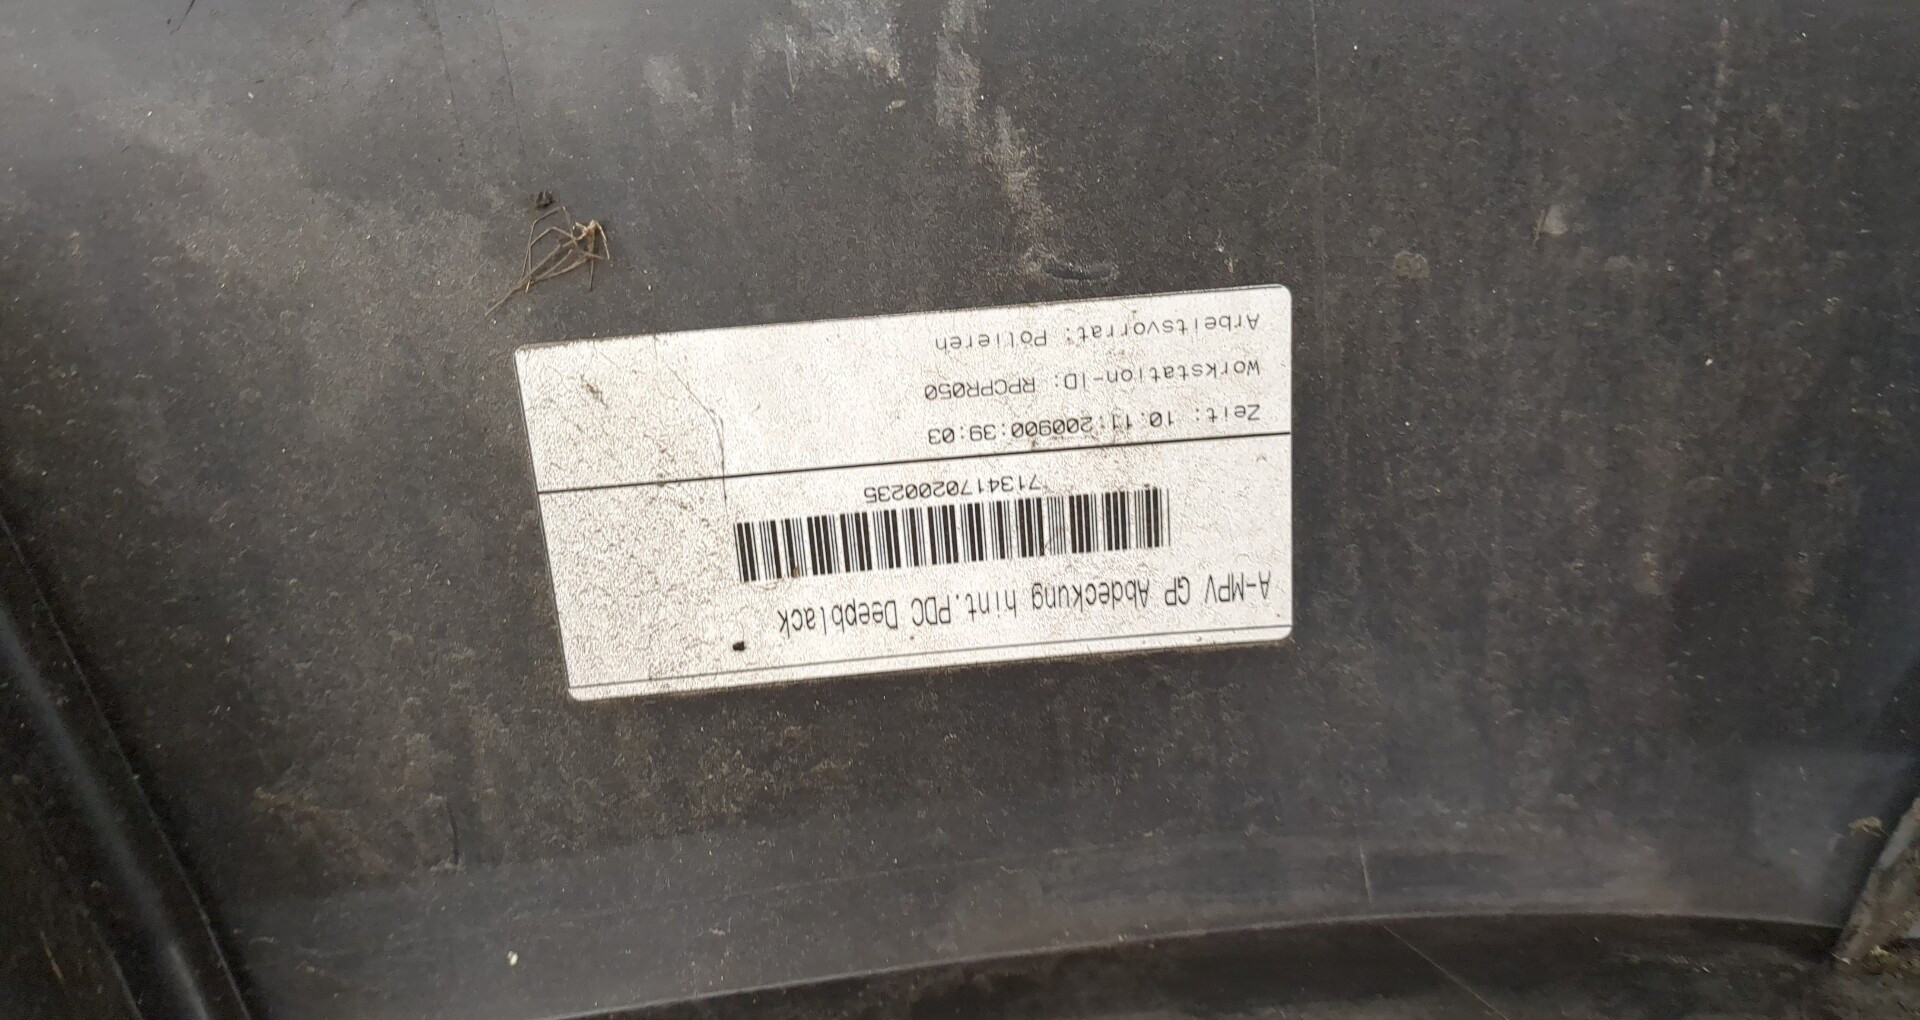 A-MPV GP Abdeckung hint.PDC Deepblack
7134170200235
Zeit: 10.11.200900:39:03
Workstation-ID: RPCPR050
Arbeitsvorrat: Polieren